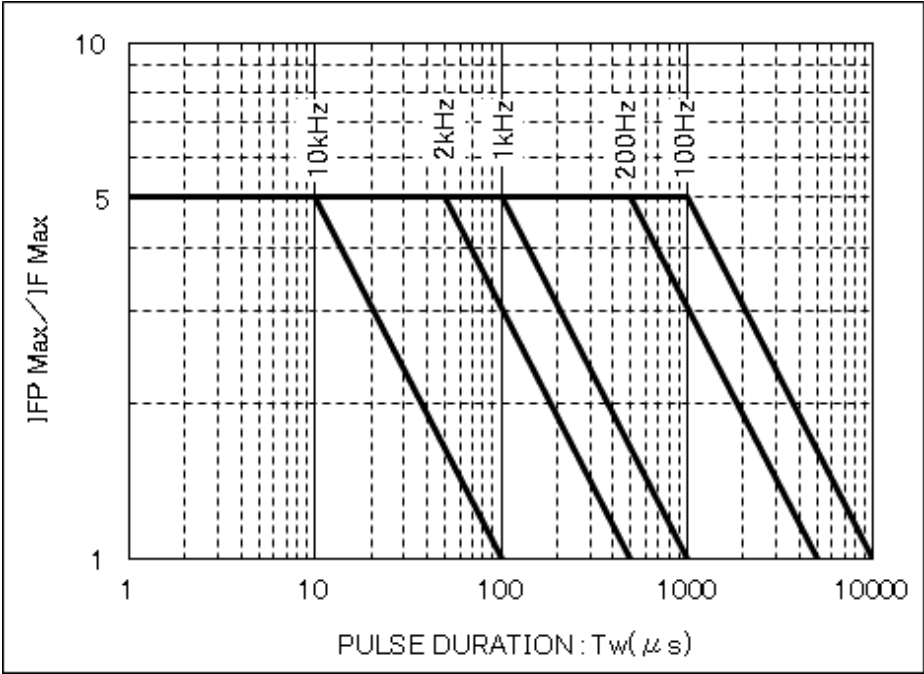 10
10kHz
2kHz
1kHz
200Hz
100Hz
5
IFP Max./IF Max
1
1
10
100
1000
10000
PULSE DURATION : Tw(μs)